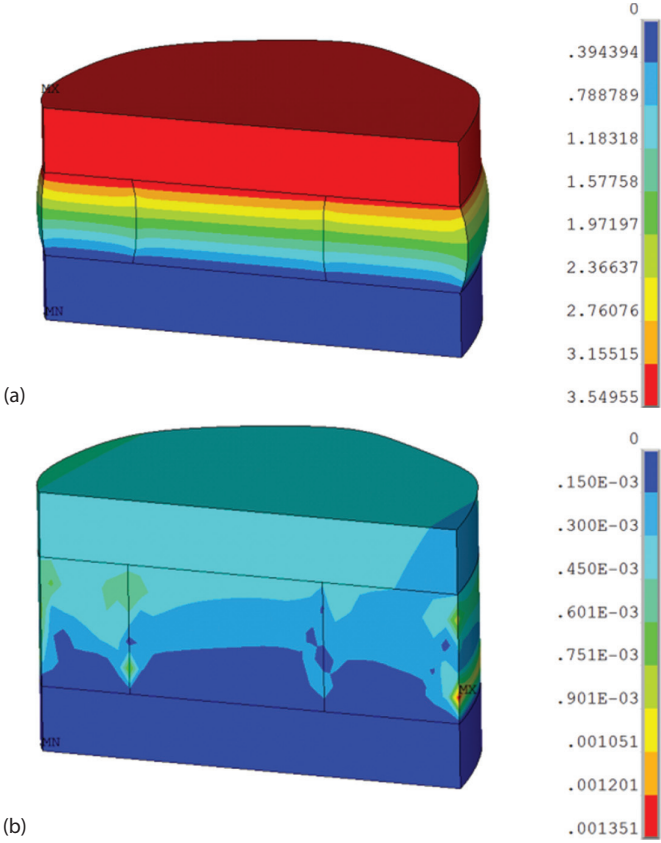 0
.394394
.788789
1.18318
1.57758
1.97197
2.36637
2.76076
3.15515
3.54955
MX
MN
(a)
0
.150E-03
.300E-03
.450E-03
.601E-03
.751E-03
.901E-03
.001051
.001201
.001351
MX
MN
(b)